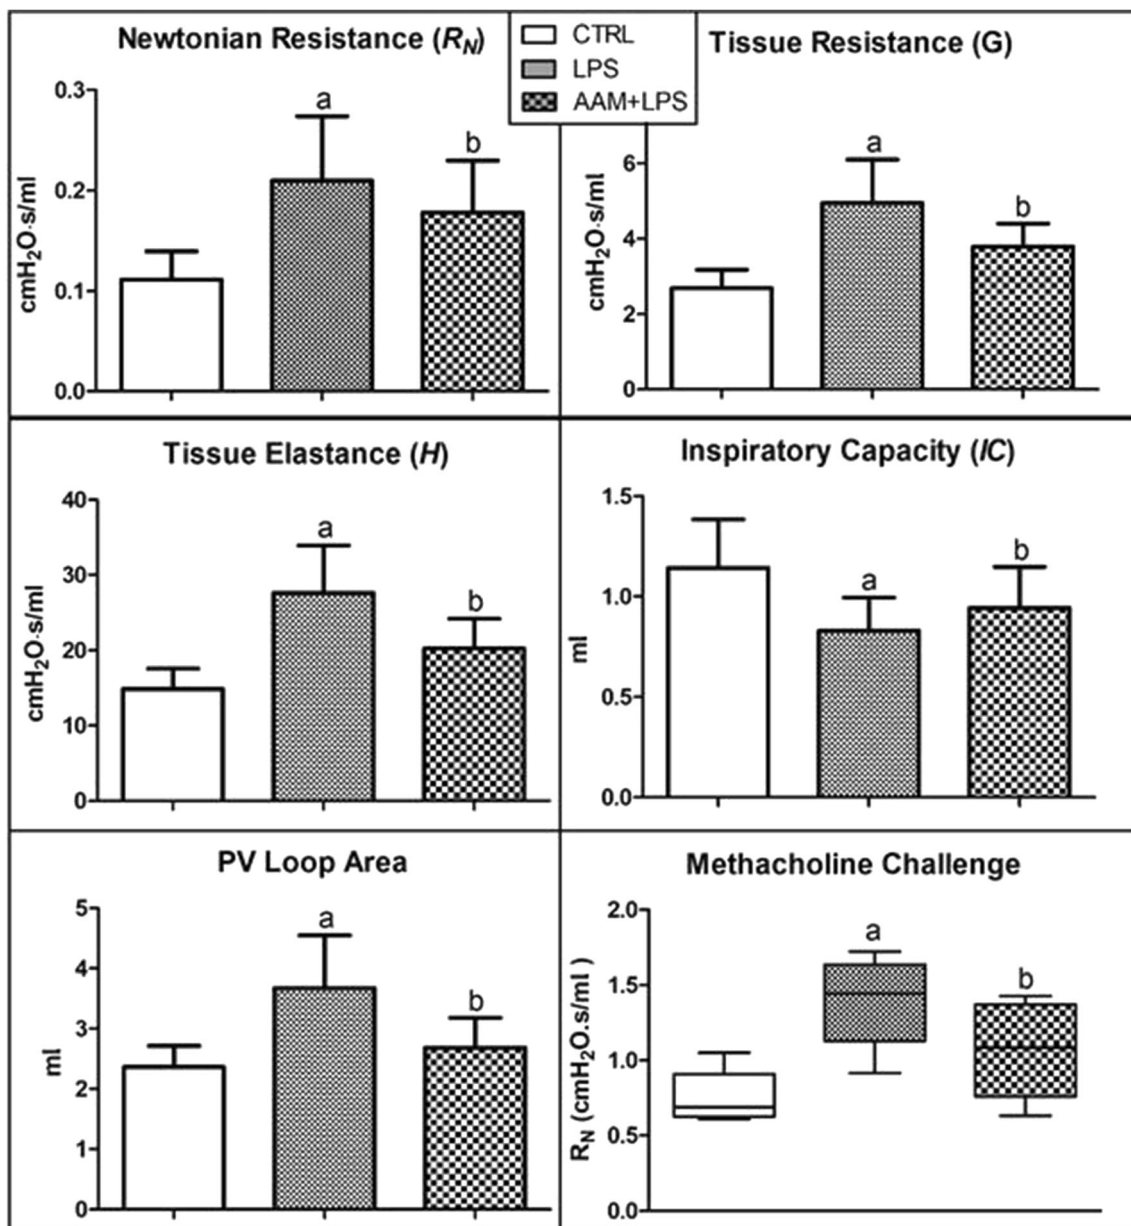 Newtonian Resistance (R_N)
CTRL
LPS
AAM+LPS
Tissue Resistance (G)
cmH₂O·s/ml
0.3
0.2
0.1
0.0
a
b
cmH₂O·s/ml
6
4
2
0
a
b
Tissue Elastance (H)
cmH₂O·s/ml
40
30
20
10
0
a
b
Inspiratory Capacity (IC)
ml
1.5
1.0
0.5
0.0
a
b
PV Loop Area
ml
5
4
3
2
1
0
a
b
Methacholine Challenge
R_N (cmH₂O.s/ml )
2.0
1.5
1.0
0.5
0.0
a
b